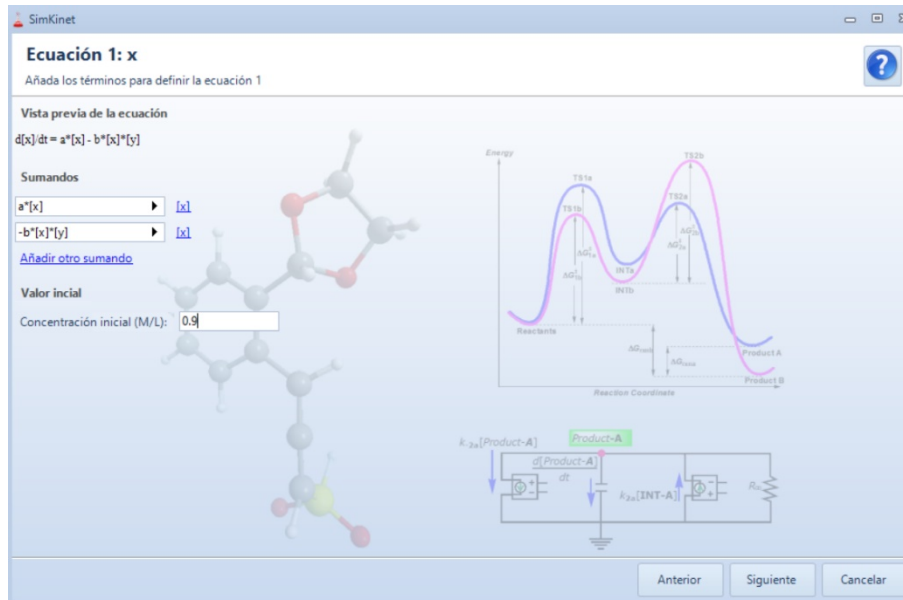 SimKinet
Ecuación 1: x
Añada los términos para definir la ecuación 1
?
Vista previa de la ecuación
d[x]/dt = a*[x] - b*[x]*[y]
Sumandos
a*[x]
[x]
-b*[x]*[y]
[x]
Añadir otro sumando
Valor incial
Concentración inicial (M/L):
0.9
Energy
TS2b
TS1a
TS2a
TS1b
INTa
INTb
Reactants
Product A
Product B
Reaction Coordinate
k-2a[Product-A]
Product-A
d[Product-A]
dt
k2a[INT-A]
Anterior
Siguiente
Cancelar